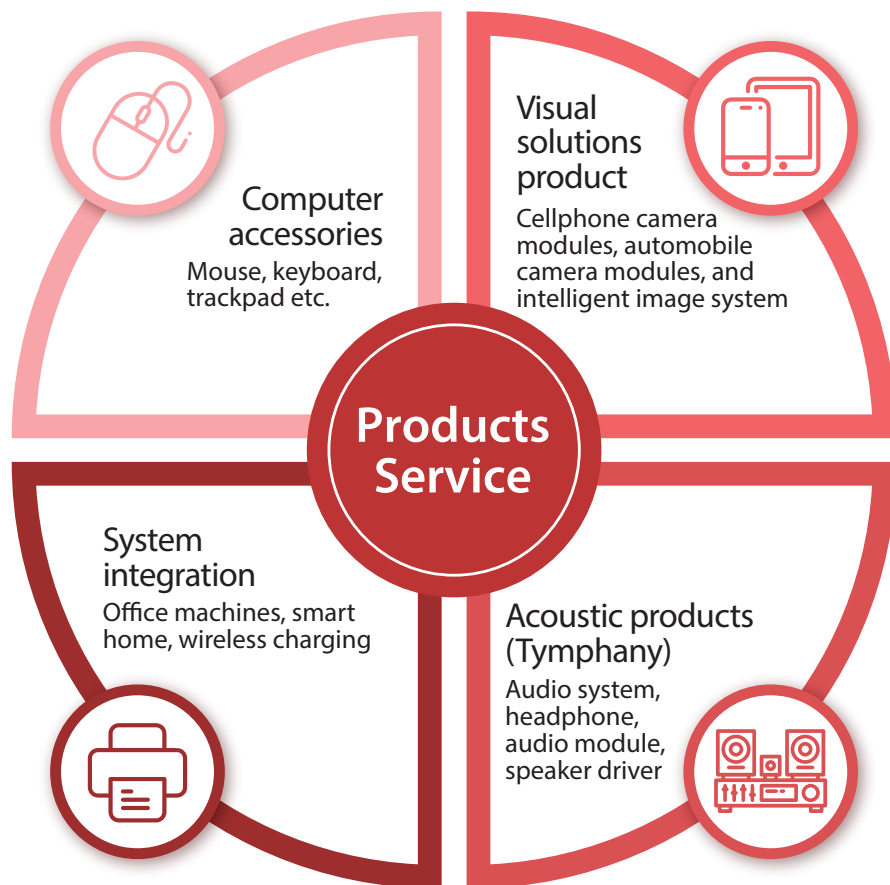 Computer
accessories
Mouse, keyboard,
trackpad etc.
Visual
solutions
product
Cellphone camera
modules, automobile
camera modules, and
intelligent image system
Products
Service
System
integration
Office machines, smart
home, wireless charging
Acoustic products
(Tymphany)
Audio system,
headphone,
audio module,
speaker driver